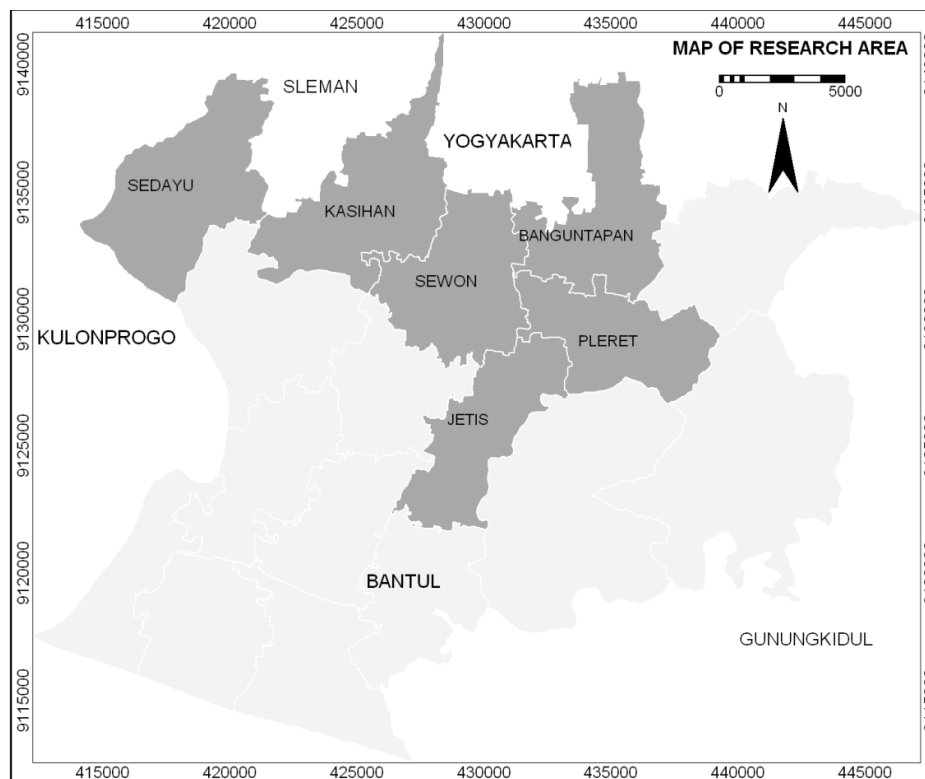 415000 420000 425000 430000 435000 440000 445000
MAP OF RESEARCH AREA
0 5000
N
SLEMAN
YOGYAKARTA
SEDAYU
KASIHAN
BANGUNTAPAN
SEWON
KULONPROGO
PLERET
JETIS
BANTUL
GUNUNGKIDUL
9140000
9135000
9130000
9125000
9120000
9115000
415000 420000 425000 430000 435000 440000 445000